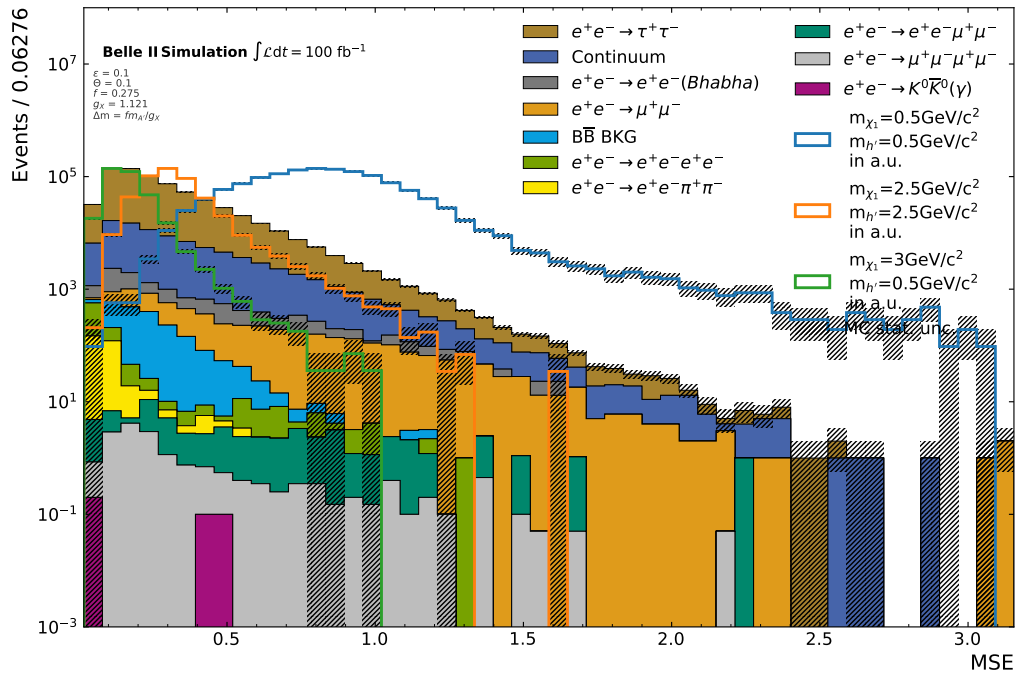 Events / 0.06276
Belle II Simulation ∫ℒdt = 100 fb⁻¹
ε = 0.1
Θ = 0.1
f = 0.275
g_X = 1.121
Δm = fm_A′/g_X
e⁺e⁻ → τ⁺τ⁻
Continuum
e⁺e⁻ → e⁺e⁻(Bhabha)
e⁺e⁻ → μ⁺μ⁻
BB̅ BKG
e⁺e⁻ → e⁺e⁻e⁺e⁻
e⁺e⁻ → e⁺e⁻π⁺π⁻
e⁺e⁻ → e⁺e⁻μ⁺μ⁻
e⁺e⁻ → μ⁺μ⁻μ⁺μ⁻
e⁺e⁻ → K⁰K̅⁰(γ)
m_χ₁=0.5GeV/c²
m_h′=0.5GeV/c²
in a.u.
m_χ₁=2.5GeV/c²
m_h′=2.5GeV/c²
in a.u.
m_χ₁=3GeV/c²
m_h′=0.5GeV/c²
in a.u.
MC stat. unc.
10⁷
10⁵
10³
10¹
10⁻¹
10⁻³
0.5 1.0 1.5 2.0 2.5 3.0
MSE